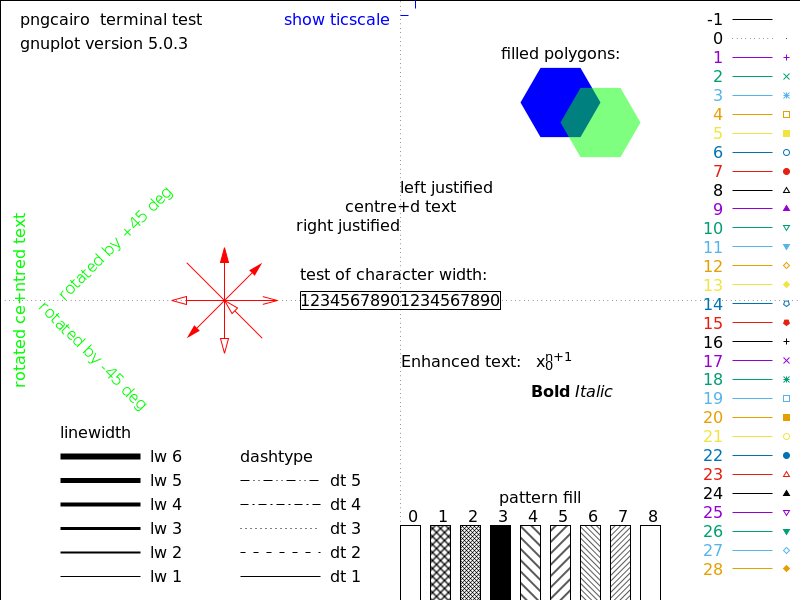 pngcairo  terminal test
gnuplot version 5.0.3
show ticscale
filled polygons:
left justified
centre+d text
right justified
rotated ce+ntred text
rotated by +45 deg
rotated by -45 deg
test of character width:
12345678901234567890
Enhanced text:   x₀ⁿ⁺¹
Bold Italic
linewidth
lw 6
lw 5
lw 4
lw 3
lw 2
lw 1
dashtype
dt 5
dt 4
dt 3
dt 2
dt 1
pattern fill
0 1 2 3 4 5 6 7 8
-1
0
1
2
3
4
5
6
7
8
9
10
11
12
13
14
15
16
17
18
19
20
21
22
23
24
25
26
27
28